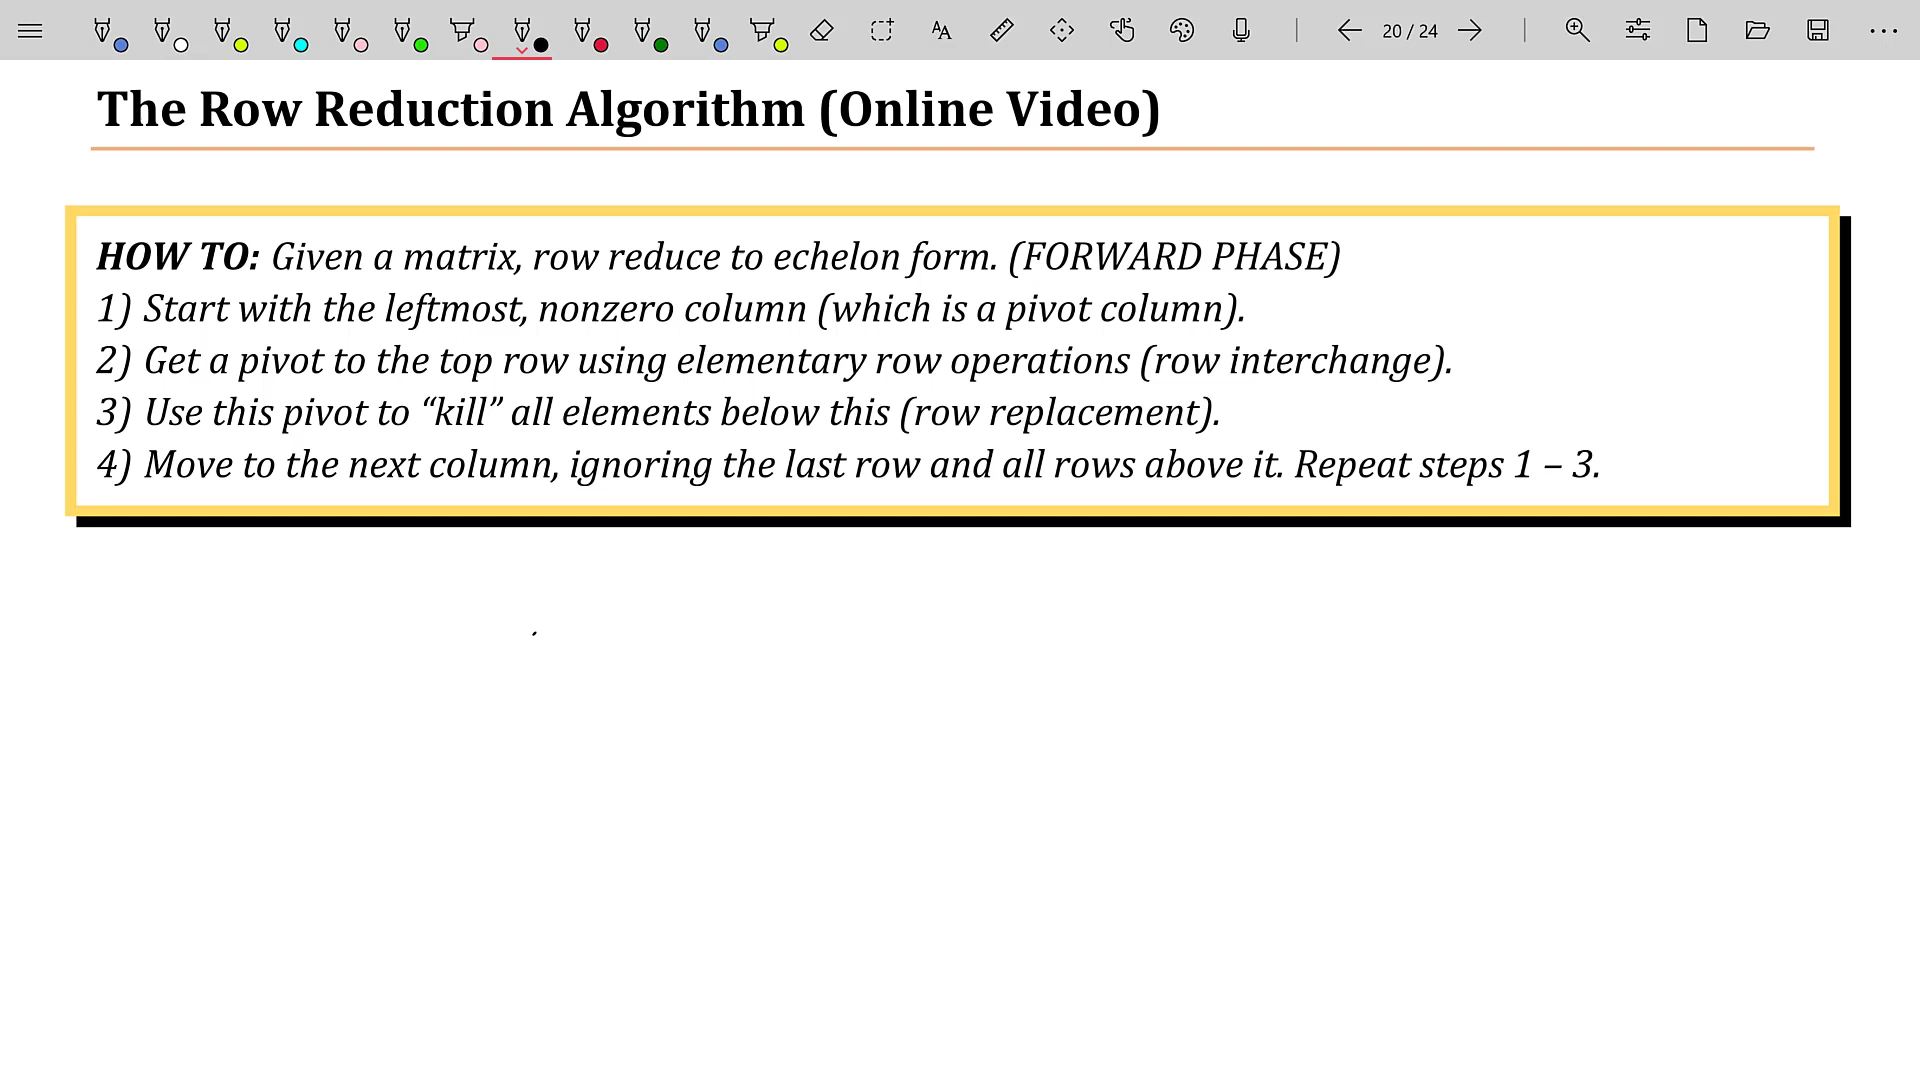 20 / 24
The Row Reduction Algorithm (Online Video)
HOW TO: Given a matrix, row reduce to echelon form. (FORWARD PHASE)
1) Start with the leftmost, nonzero column (which is a pivot column).
2) Get a pivot to the top row using elementary row operations (row interchange).
3) Use this pivot to “kill” all elements below this (row replacement).
4) Move to the next column, ignoring the last row and all rows above it. Repeat steps 1 – 3.